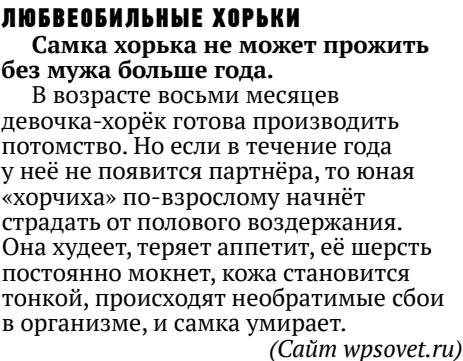 ЛЮБВЕОБИЛЬНЫЕ ХОРЬКИ
Самка хорька не может прожить
без мужа больше года.
В возрасте восьми месяцев
девочка-хорёк готова производить
потомство. Но если в течение года
у неё не появится партнёра, то юная
«хорчиха» по-взрослому начнёт
страдать от полового воздержания.
Она худеет, теряет аппетит, её шерсть
постоянно мокнет, кожа становится
тонкой, происходят необратимые сбои
в организме, и самка умирает.
(Сайт wpsovet.ru)